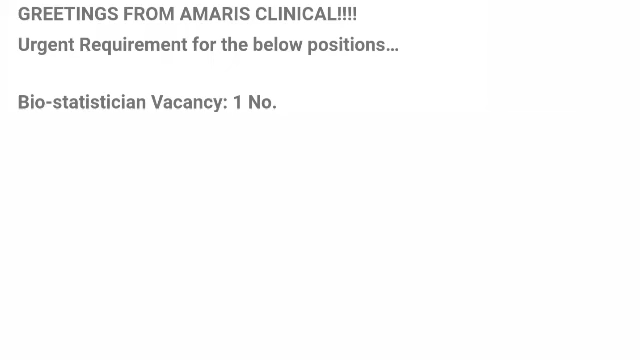 GREETINGS FROM AMARIS CLINICAL!!!!
Urgent Requirement for the below positions…
Bio-statistician Vacancy: 1 No.